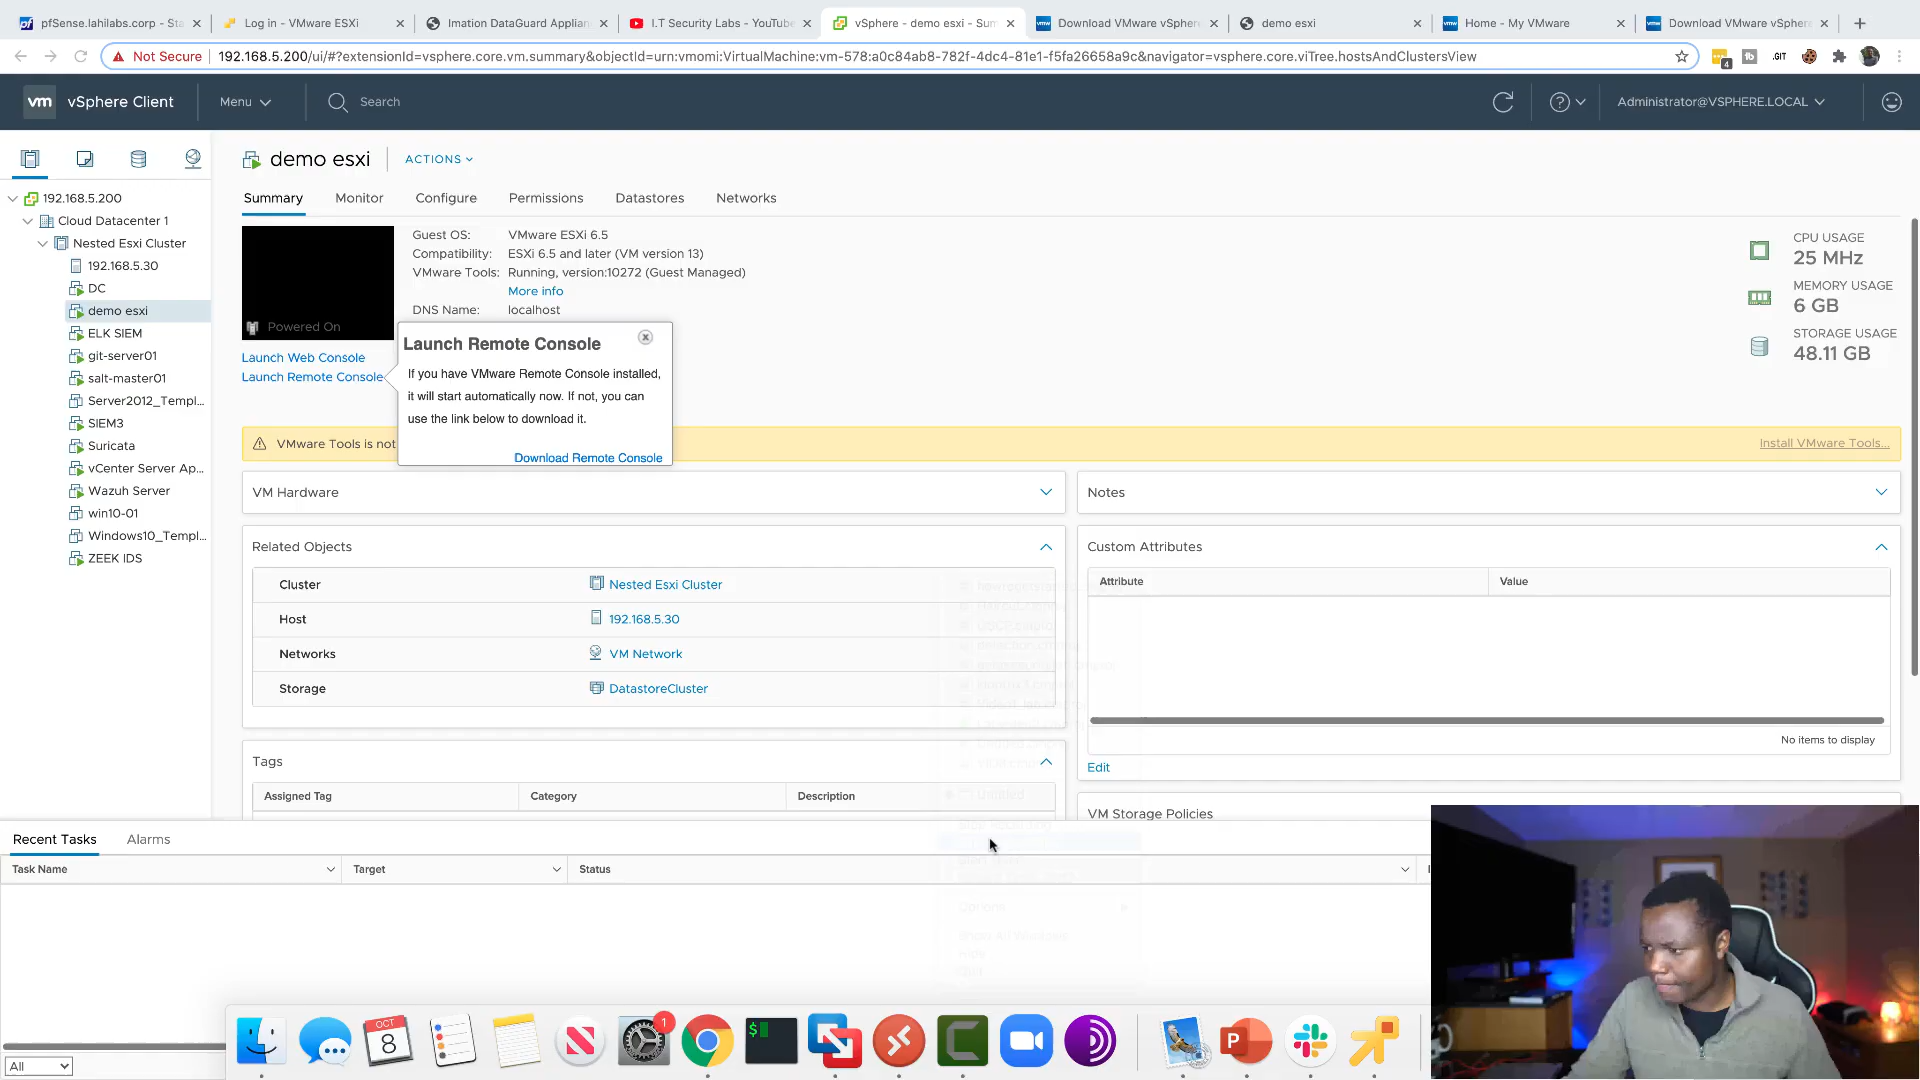 pfSense.lahilabs.corp - Sta
Log in - VMware ESXi
Imation DataGuard Applian
I.T Security Labs - YouTube
vSphere - demo esxi - Sum
Download VMware vSphere
demo esxi
Home - My VMware
Download VMware vSphere
Not Secure
192.168.5.200/ui/#?extensionId=vsphere.core.vm.summary&objectId=urn:vmomi:VirtualMachine:vm-578:a0c84ab8-782f-4dc4-81e1-f5fa26658a9c&navigator=vsphere.core.viTree.hostsAndClustersView
4
.GIT
vm vSphere Client
Menu
Search
Administrator@VSPHERE.LOCAL
192.168.5.200
Cloud Datacenter 1
Nested Esxi Cluster
192.168.5.30
DC
demo esxi
ELK SIEM
git-server01
salt-master01
Server2012_Templ...
SIEM3
Suricata
vCenter Server Ap...
Wazuh Server
win10-01
Windows10_Templ...
ZEEK IDS
demo esxi
ACTIONS
Summary
Monitor
Configure
Permissions
Datastores
Networks
Powered On
Guest OS: VMware ESXi 6.5
Compatibility: ESXi 6.5 and later (VM version 13)
VMware Tools: Running, version:10272 (Guest Managed)
More info
DNS Name: localhost
Launch Web Console
Launch Remote Console
Launch Remote Console
If you have VMware Remote Console installed,
it will start automatically now. If not, you can
use the link below to download it.
Download Remote Console
CPU USAGE
25 MHz
MEMORY USAGE
6 GB
STORAGE USAGE
48.11 GB
VMware Tools is not
Install VMware Tools...
VM Hardware
Notes
Related Objects
Cluster Nested Esxi Cluster
Host 192.168.5.30
Networks VM Network
Storage DatastoreCluster
Custom Attributes
Attribute Value
No items to display
Edit
Tags
Assigned Tag Category Description
VM Storage Policies
Options
Show All Windows
Hide
Recent Tasks
Alarms
Task Name Target Status
All
OCT
8
1
$
P